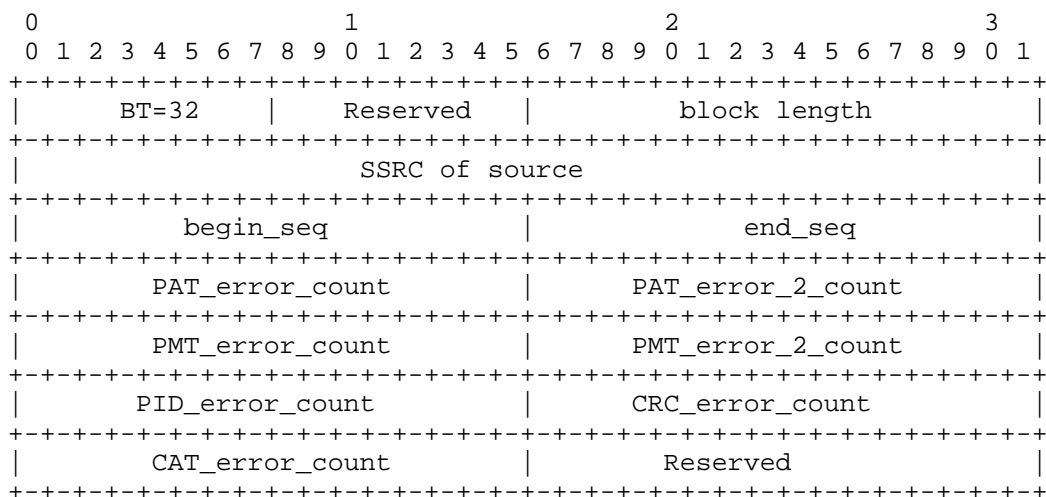 0                   1                   2                   3
0 1 2 3 4 5 6 7 8 9 0 1 2 3 4 5 6 7 8 9 0 1 2 3 4 5 6 7 8 9 0 1
+-+-+-+-+-+-+-+-+-+-+-+-+-+-+-+-+-+-+-+-+-+-+-+-+-+-+-+-+-+-+-+-+
|      BT=32    |    Reserved   |         block length          |
+-+-+-+-+-+-+-+-+-+-+-+-+-+-+-+-+-+-+-+-+-+-+-+-+-+-+-+-+-+-+-+-+
|                     SSRC of source                            |
+-+-+-+-+-+-+-+-+-+-+-+-+-+-+-+-+-+-+-+-+-+-+-+-+-+-+-+-+-+-+-+-+
|          begin_seq            |             end_seq           |
+-+-+-+-+-+-+-+-+-+-+-+-+-+-+-+-+-+-+-+-+-+-+-+-+-+-+-+-+-+-+-+-+
|        PAT_error_count        |      PAT_error_2_count        |
+-+-+-+-+-+-+-+-+-+-+-+-+-+-+-+-+-+-+-+-+-+-+-+-+-+-+-+-+-+-+-+-+
|        PMT_error_count        |      PMT_error_2_count        |
+-+-+-+-+-+-+-+-+-+-+-+-+-+-+-+-+-+-+-+-+-+-+-+-+-+-+-+-+-+-+-+-+
|       PID_error_count         |      CRC_error_count          |
+-+-+-+-+-+-+-+-+-+-+-+-+-+-+-+-+-+-+-+-+-+-+-+-+-+-+-+-+-+-+-+-+
|        CAT_error_count        |        Reserved               |
+-+-+-+-+-+-+-+-+-+-+-+-+-+-+-+-+-+-+-+-+-+-+-+-+-+-+-+-+-+-+-+-+